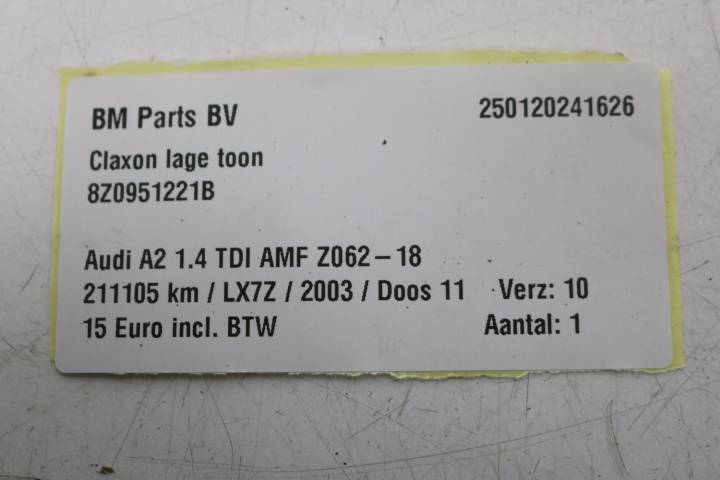 BM Parts BV 250120241626
Claxon lage toon
8Z0951221B
Audi A2 1.4 TDI AMF Z062-18
211105 km / LX7Z / 2003 / Doos 11 Verz: 10
15 Euro incl. BTW Aantal: 1